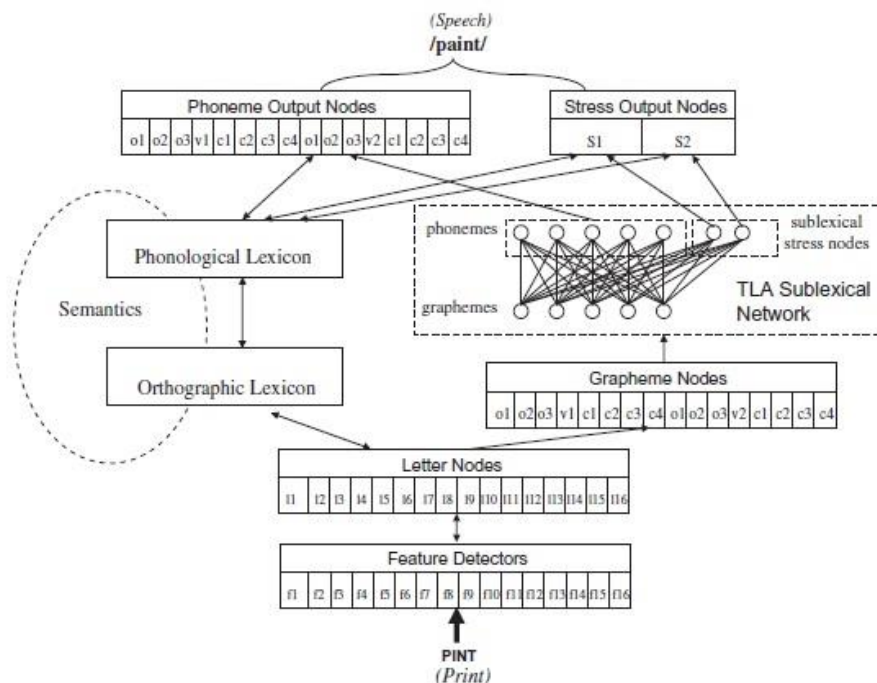 (Speech)
/paint/
Phoneme Output Nodes
o1 o2 o3 v1 c1 c2 c3 c4 o1 o2 o3 v2 c1 c2 c3 c4
Stress Output Nodes
S1 S2
phonemes
sublexical
stress nodes
Phonological Lexicon
graphemes
TLA Sublexical
Network
Semantics
Orthographic Lexicon
Grapheme Nodes
o1 o2 o3 v1 c1 c2 c3 c4 o1 o2 o3 v2 c1 c2 c3 c4
Letter Nodes
l1 l2 l3 l4 l5 l6 l7 l8 l9 l10 l11 l12 l13 l14 l15 l16
Feature Detectors
f1 f2 f3 f4 f5 f6 f7 f8 f9 f10 f11 f12 f13 f14 f15 f16
PINT
(Print)